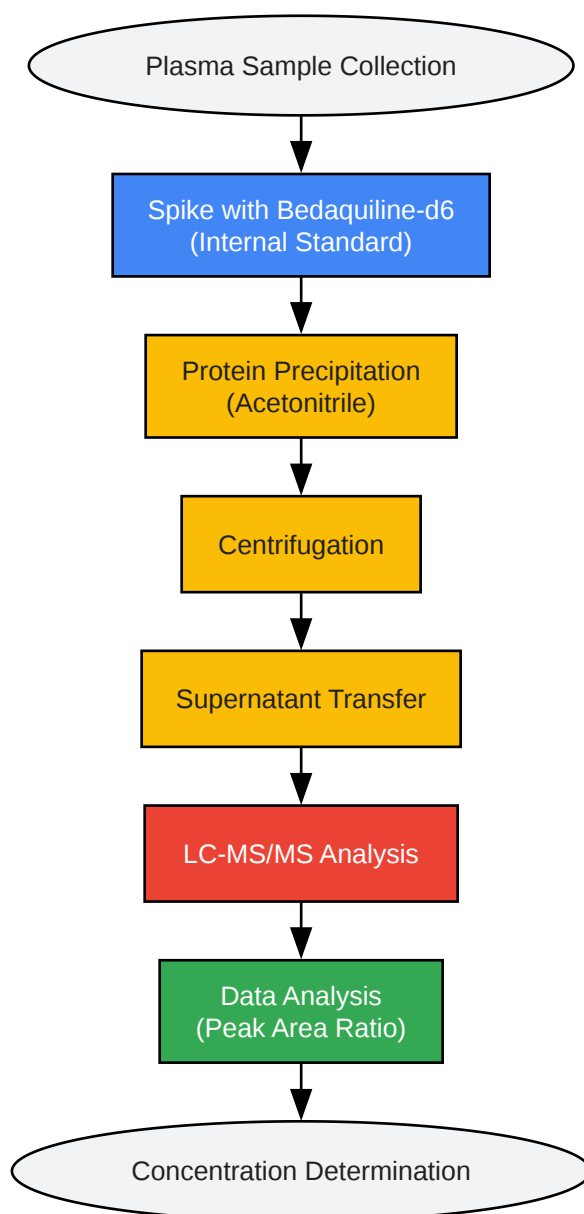 Plasma Sample Collection
Spike with Bedaquiline-d6
(Internal Standard)
Protein Precipitation
(Acetonitrile)
Centrifugation
Supernatant Transfer
LC-MS/MS Analysis
Data Analysis
(Peak Area Ratio)
Concentration Determination